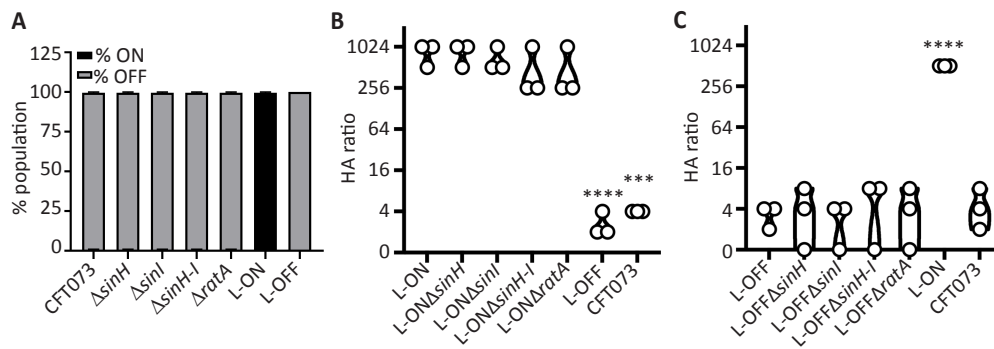 A
% population
125
100
75
50
25
0
% ON
% OFF
CFT073
ΔsinH
ΔsinI
ΔsinH-I
ΔratA
L-ON
L-OFF
B
HA ratio
1024
256
64
16
4
0
****
***
L-ON
L-ONΔsinH
L-ONΔsinI
L-ONΔsinH-I
L-ONΔratA
L-OFF
CFT073
C
HA ratio
1024
256
64
16
4
0
****
L-OFF
L-OFFΔsinH
L-OFFΔsinI
L-OFFΔsinH-I
L-OFFΔratA
L-ON
CFT073